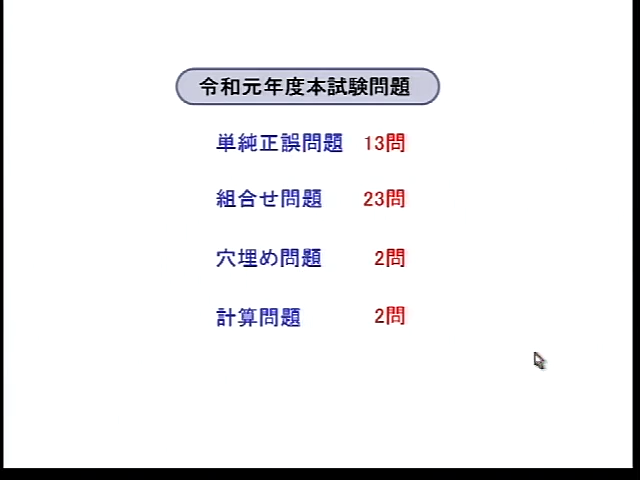 令和元年度本試験問題
単純正誤問題 13問
組合せ問題 23問
穴埋め問題 2問
計算問題 2問